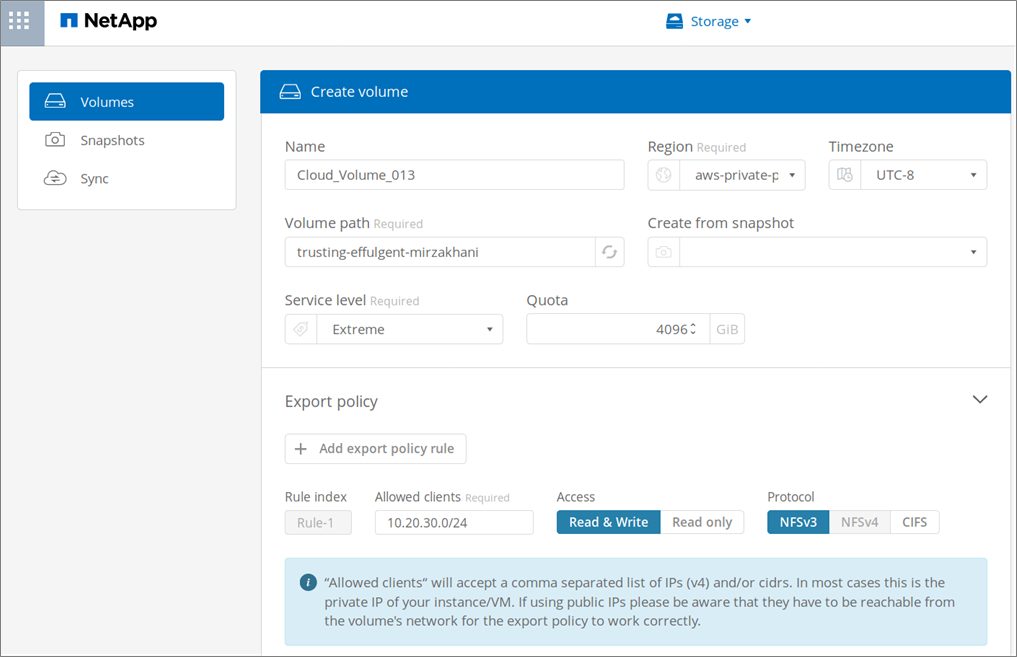 NetApp
Storage
Volumes
Snapshots
Sync
Create volume
Name
Region Required
Timezone
Cloud_Volume_013
aws-private-p
UTC-8
Volume path Required
Create from snapshot
trusting-effulgent-mirzakhani
Service level Required
Quota
Extreme
4096
GiB
Export policy
+ Add export policy rule
Rule index
Allowed clients Required
Access
Protocol
Rule-1
10.20.30.0/24
Read & Write
Read only
NFSv3
NFSv4
CIFS
“Allowed clients“ will accept a comma separated list of IPs (v4) and/or cidrs. In most cases this is the
private IP of your instance/VM. If using public IPs please be aware that they have to be reachable from
the volume's network for the export policy to work correctly.